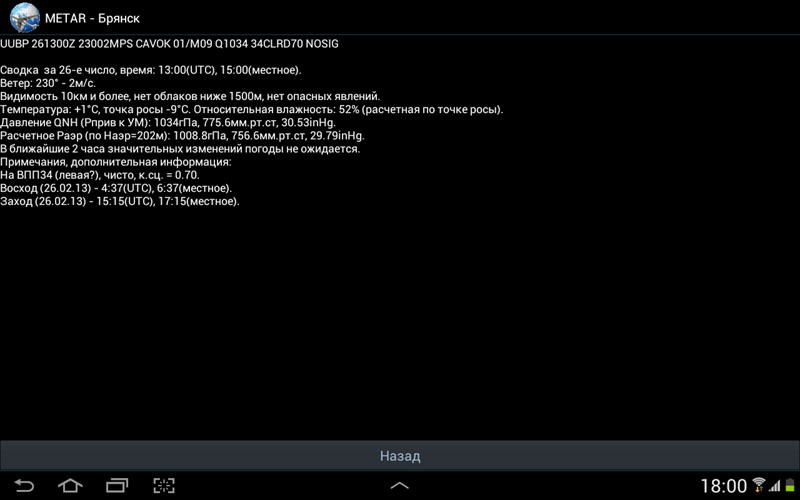 METAR - Брянск
UUBP 261300Z 23002MPS CAVOK 01/M09 Q1034 34CLRD70 NOSIG
Сводка за 26-е число, время: 13:00(UTC), 15:00(местное).
Ветер: 230° - 2м/с.
Видимость 10км и более, нет облаков ниже 1500м, нет опасных явлений.
Температура: +1°C, точка росы -9°C. Относительная влажность: 52% (расчетная по точке росы).
Давление QNH (Рприв к УМ): 1034гПа, 775.6мм.рт.ст, 30.53inHg.
Расчетное Раэр (по Наэр=202м): 1008.8гПа, 756.6мм.рт.ст, 29.79inHg.
В ближайшие 2 часа значительных изменений погоды не ожидается.
Примечания, дополнительная информация:
На ВПП34 (левая?), чисто, к.сц. = 0.70.
Восход (26.02.13) - 4:37(UTC), 6:37(местное).
Заход (26.02.13) - 15:15(UTC), 17:15(местное).
Назад
18:00